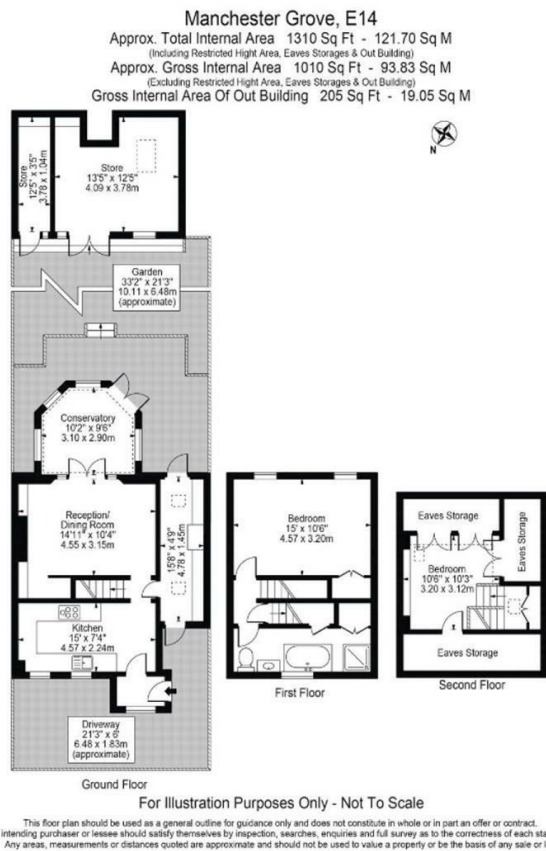 Manchester Grove, E14
Approx. Total Internal Area 1310 Sq Ft - 121.70 Sq M
(Including Restricted Hight Area, Eaves Storages & Out Building)
Approx. Gross Internal Area 1010 Sq Ft - 93.83 Sq M
(Excluding Restricted Hight Area, Eaves Storages & Out Building)
Gross Internal Area Of Out Building 205 Sq Ft - 19.05 Sq M
N
Store
12'5" x 3'5"
3.78 x 1.04m
Store
13'5" x 12'5"
4.09 x 3.78m
Garden
33'2" x 21'3"
10.11 x 6.48m
(approximate)
Conservatory
10'2" x 9'6"
3.10 x 2.90m
Reception/
Dining Room
14'11" x 10'4"
4.55 x 3.15m
15'8" x 4'9"
4.78 x 1.45m
Kitchen
15' x 7'4"
4.57 x 2.24m
Driveway
21'3" x 6'
6.48 x 1.83m
(approximate)
Ground Floor
Bedroom
15' x 10'6"
4.57 x 3.20m
First Floor
Eaves Storage
Eaves Storage
Bedroom
10'6" x 10'3"
3.20 x 3.12m
Eaves Storage
Second Floor
For Illustration Purposes Only - Not To Scale
This floor plan should be used as a general outline for guidance only and does not constitute in whole or in part an offer or contract.
intending purchaser or lessee should satisfy themselves by inspection, searches, enquiries and full survey as to the correctness of each sta
Any areas, measurements or distances quoted are approximate and should not be used to value a property or be the basis of any sale or l